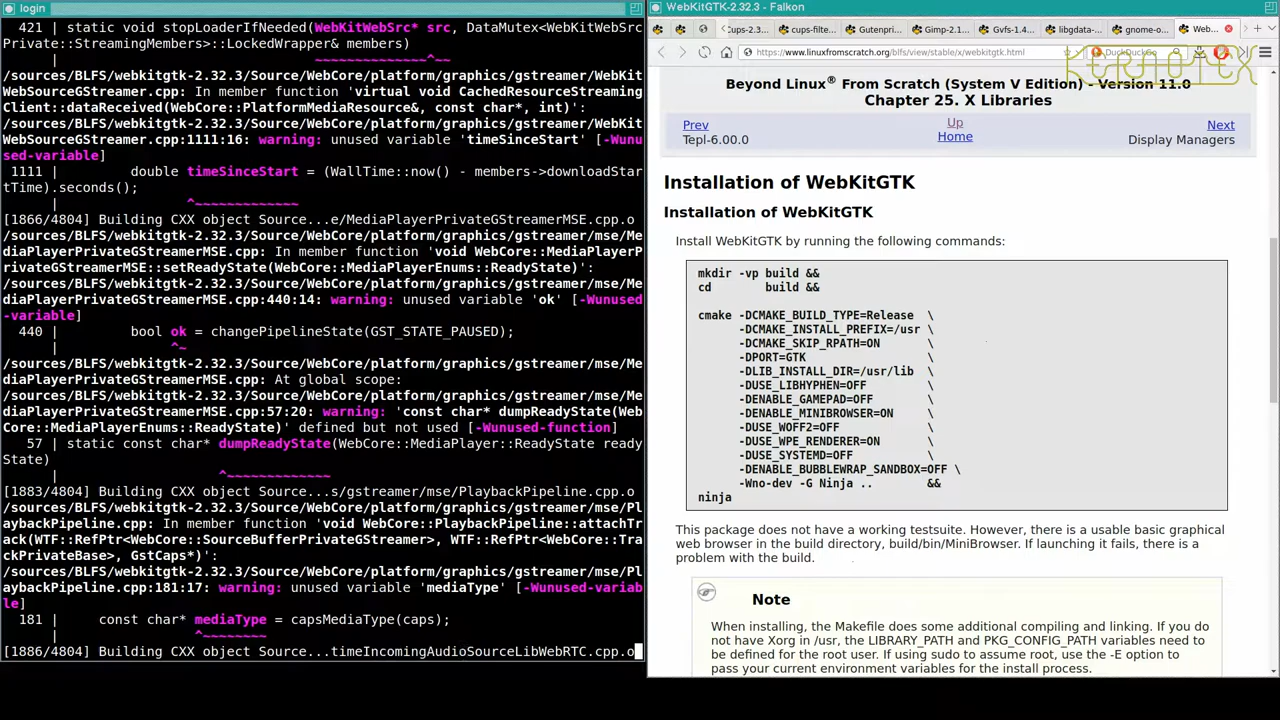 login
421 | static void stopLoaderIfNeeded(WebKitWebSrc* src, DataMutex<WebKitWebSrc
Private::StreamingMembers>::LockedWrapper& members)
| ~~~~~~~~~~~~~~^~~
/sources/BLFS/webkitgtk-2.32.3/Source/WebCore/platform/graphics/gstreamer/WebKit
WebSourceGStreamer.cpp: In member function 'virtual void CachedResourceStreaming
Client::dataReceived(WebCore::PlatformMediaResource&, const char*, int)':
/sources/BLFS/webkitgtk-2.32.3/Source/WebCore/platform/graphics/gstreamer/WebKit
WebSourceGStreamer.cpp:1111:16: warning: unused variable 'timeSinceStart' [-Wunu
sed-variable]
1111 | double timeSinceStart = (WallTime::now() - members->downloadStar
tTime).seconds();
| ^~~~~~~~~~~~~~
[1866/4804] Building CXX object Source...e/MediaPlayerPrivateGStreamerMSE.cpp.o
/sources/BLFS/webkitgtk-2.32.3/Source/WebCore/platform/graphics/gstreamer/mse/Me
diaPlayerPrivateGStreamerMSE.cpp: In member function 'void WebCore::MediaPlayerP
rivateGStreamerMSE::setReadyState(WebCore::MediaPlayerEnums::ReadyState)':
/sources/BLFS/webkitgtk-2.32.3/Source/WebCore/platform/graphics/gstreamer/mse/Me
diaPlayerPrivateGStreamerMSE.cpp:440:14: warning: unused variable 'ok' [-Wunused
-variable]
440 | bool ok = changePipelineState(GST_STATE_PAUSED);
| ^~
/sources/BLFS/webkitgtk-2.32.3/Source/WebCore/platform/graphics/gstreamer/mse/Me
diaPlayerPrivateGStreamerMSE.cpp: At global scope:
/sources/BLFS/webkitgtk-2.32.3/Source/WebCore/platform/graphics/gstreamer/mse/Me
diaPlayerPrivateGStreamerMSE.cpp:57:20: warning: 'const char* dumpReadyState(Web
Core::MediaPlayerEnums::ReadyState)' defined but not used [-Wunused-function]
57 | static const char* dumpReadyState(WebCore::MediaPlayer::ReadyState ready
State)
| ^~~~~~~~~~~~~~
[1883/4804] Building CXX object Source...s/gstreamer/mse/PlaybackPipeline.cpp.o
/sources/BLFS/webkitgtk-2.32.3/Source/WebCore/platform/graphics/gstreamer/mse/Pl
aybackPipeline.cpp: In member function 'void WebCore::PlaybackPipeline::attachTr
ack(WTF::RefPtr<WebCore::SourceBufferPrivateGStreamer>, WTF::RefPtr<WebCore::Tra
ckPrivateBase>, GstCaps*)':
/sources/BLFS/webkitgtk-2.32.3/Source/WebCore/platform/graphics/gstreamer/mse/Pl
aybackPipeline.cpp:181:17: warning: unused variable 'mediaType' [-Wunused-variab
le]
181 | const char* mediaType = capsMediaType(caps);
| ^~~~~~~~~
[1886/4804] Building CXX object Source...timeIncomingAudioSourceLibWebRTC.cpp.o
WebKitGTK-2.32.3 - Falkon
Cups-2.3... cups-filte... Gutenpri... Gimp-2.1... Gvfs-1.4... libgdata-... gnome-o... Web...
https://www.linuxfromscratch.org/blfs/view/stable/x/webkitgtk.html DuckDuckGo
KERNOTEX
Beyond Linux® From Scratch (System V Edition) - Version 11.0
Chapter 25. X Libraries
Prev Up Next
Tepl-6.00.0 Home Display Managers
Installation of WebKitGTK
Installation of WebKitGTK
Install WebKitGTK by running the following commands:
mkdir -vp build &&
cd build &&
cmake -DCMAKE_BUILD_TYPE=Release \
-DCMAKE_INSTALL_PREFIX=/usr \
-DCMAKE_SKIP_RPATH=ON \
-DPORT=GTK \
-DLIB_INSTALL_DIR=/usr/lib \
-DUSE_LIBHYPHEN=OFF \
-DENABLE_GAMEPAD=OFF \
-DENABLE_MINIBROWSER=ON \
-DUSE_WOFF2=OFF \
-DUSE_WPE_RENDERER=ON \
-DUSE_SYSTEMD=OFF \
-DENABLE_BUBBLEWRAP_SANDBOX=OFF \
-Wno-dev -G Ninja .. &&
ninja
This package does not have a working testsuite. However, there is a usable basic graphical
web browser in the build directory, build/bin/MiniBrowser. If launching it fails, there is a
problem with the build.
Note
When installing, the Makefile does some additional compiling and linking. If you do
not have Xorg in /usr, the LIBRARY_PATH and PKG_CONFIG_PATH variables need to
be defined for the root user. If using sudo to assume root, use the -E option to
pass your current environment variables for the install process.